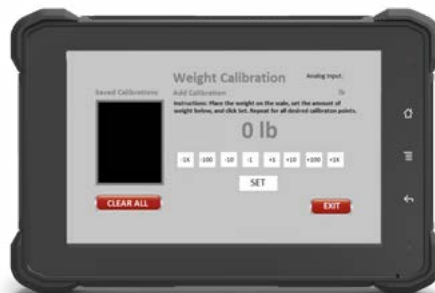 Weight Calibration
Analog Input:
Saved Calibrations
Add Calibration
lb
Instructions: Place the weight on the scale, set the amount of
weight below, and click Set. Repeat for all desired calibration points.
0 lb
-1K -100 -10 -1 +1 +10 +100 +1K
SET
CLEAR ALL
EXIT